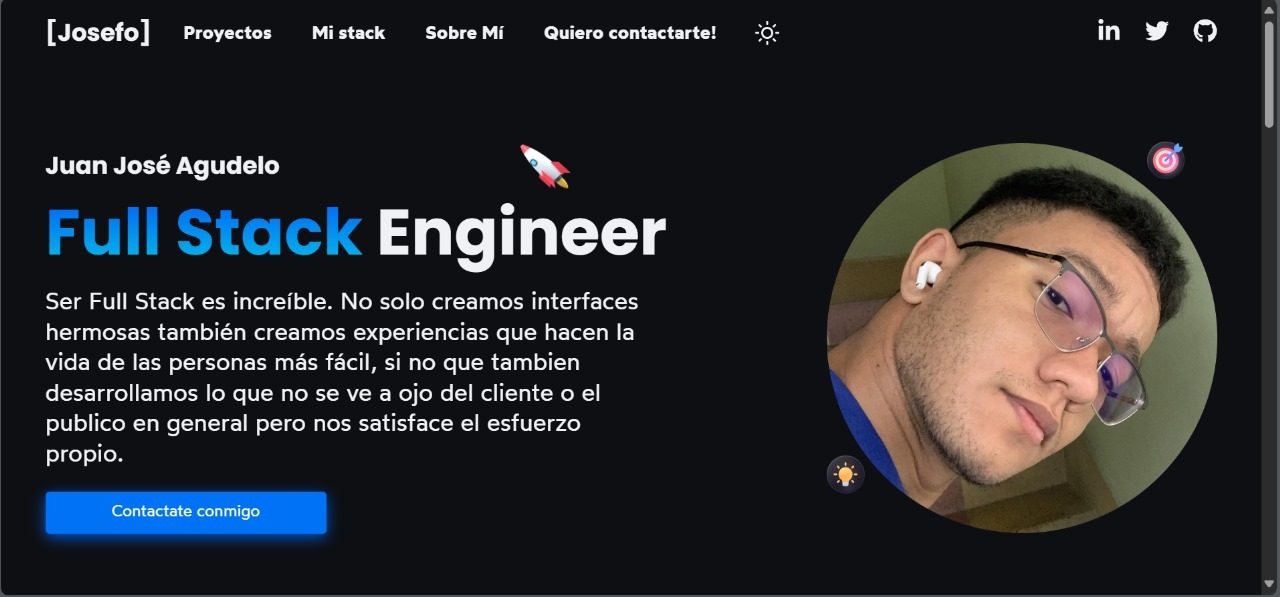 [Josefo] Proyectos Mi stack Sobre Mí Quiero contactarte!
Juan José Agudelo
Full Stack Engineer
Ser Full Stack es increíble. No solo creamos interfaces
hermosas también creamos experiencias que hacen la
vida de las personas más fácil, si no que tambien
desarrollamos lo que no se ve a ojo del cliente o el
publico en general pero nos satisface el esfuerzo
propio.
Contactate conmigo